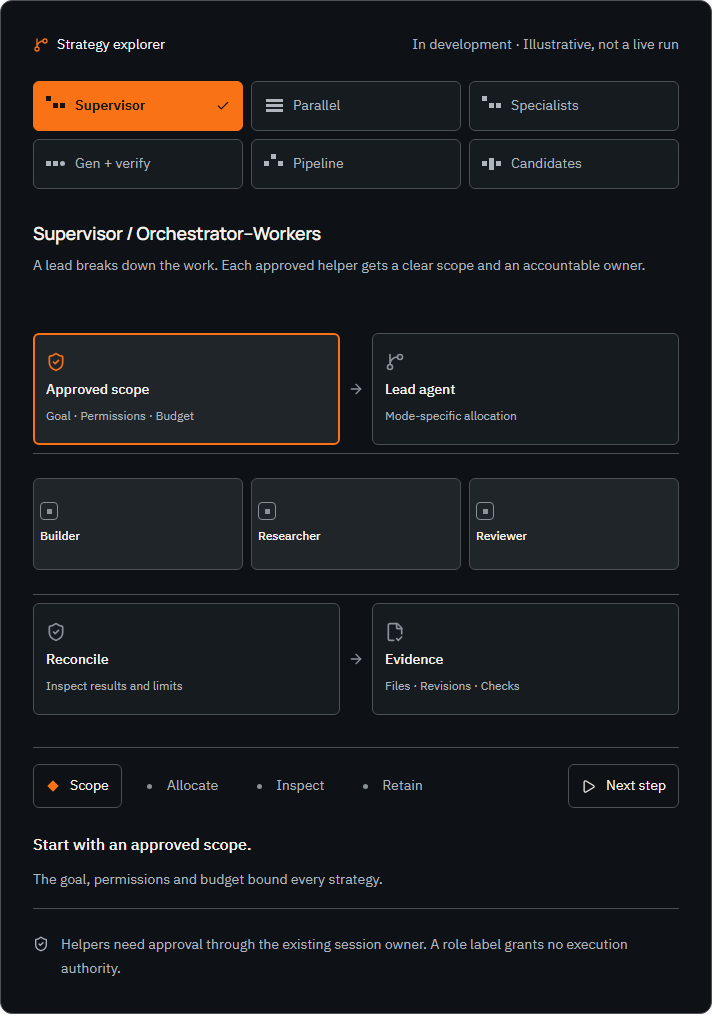 Strategy explorer
In development · Illustrative, not a live run
Supervisor
Parallel
Specialists
Gen + verify
Pipeline
Candidates
Supervisor / Orchestrator–Workers
A lead breaks down the work. Each approved helper gets a clear scope and an accountable owner.
Approved scope
Goal · Permissions · Budget
Lead agent
Mode-specific allocation
Builder
Researcher
Reviewer
Reconcile
Inspect results and limits
Evidence
Files · Revisions · Checks
Scope
Allocate
Inspect
Retain
Next step
Start with an approved scope.
The goal, permissions and budget bound every strategy.
Helpers need approval through the existing session owner. A role label grants no execution
authority.